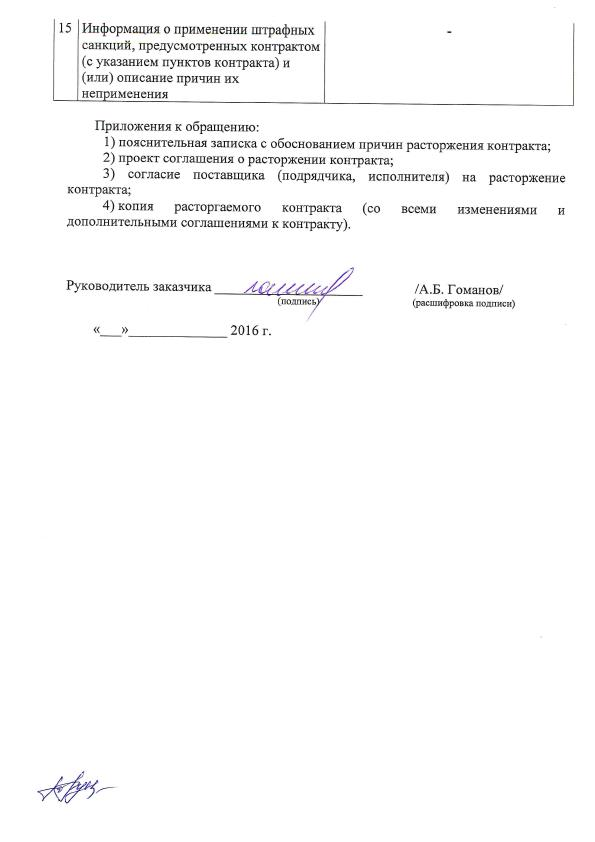 15 Информация о применении штрафных -
санкций, предусмотренных контрактом
(с указанием пунктов контракта) и
(или) описание причин их
неприменения
Приложения к обращению:
1) пояснительная записка с обоснованием причин расторжения контракта;
2) проект соглашения о расторжении контракта;
3) согласие поставщика (подрядчика, исполнителя) на расторжение
контракта;
4) копия расторгаемого контракта (со всеми изменениями и
дополнительными соглашениями к контракту).
Руководитель заказчика ____________________ /А.Б. Гоманов/
(подпись) (расшифровка подписи)
«___»______________ 2016 г.